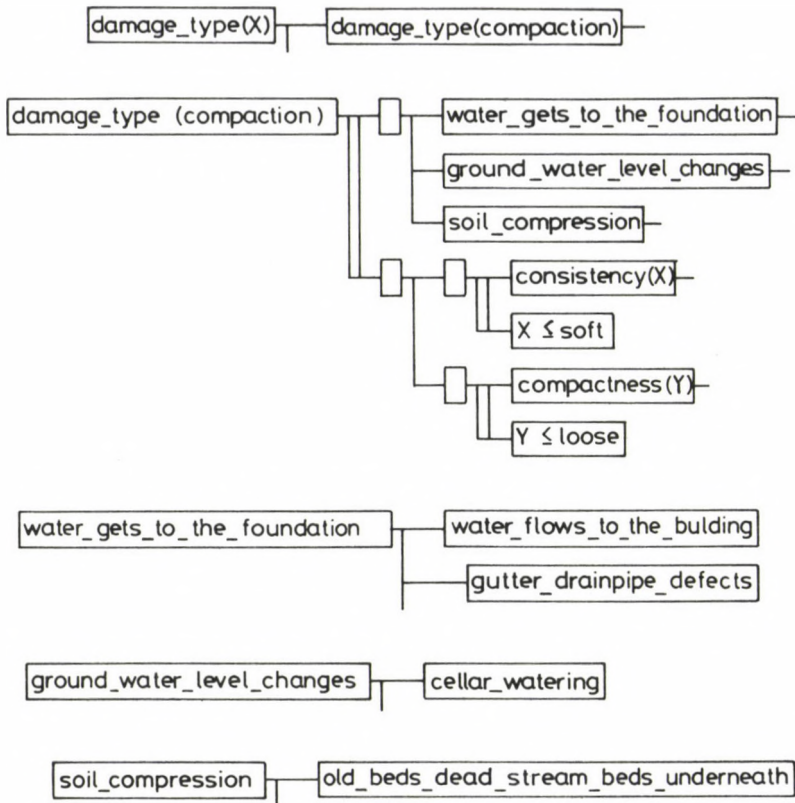 damage_type(X) damage_type(compaction)
damage_type (compaction) water_gets_to_the_foundation
ground_water_level_changes
soil_compression
consistency(X)
X ≤ soft
compactness(Y)
Y ≤ loose
water_gets_to_the_foundation water_flows_to_the_bulding
gutter_drainpipe_defects
ground_water_level_changes cellar_watering
soil_compression old_beds_dead_stream_beds_underneath